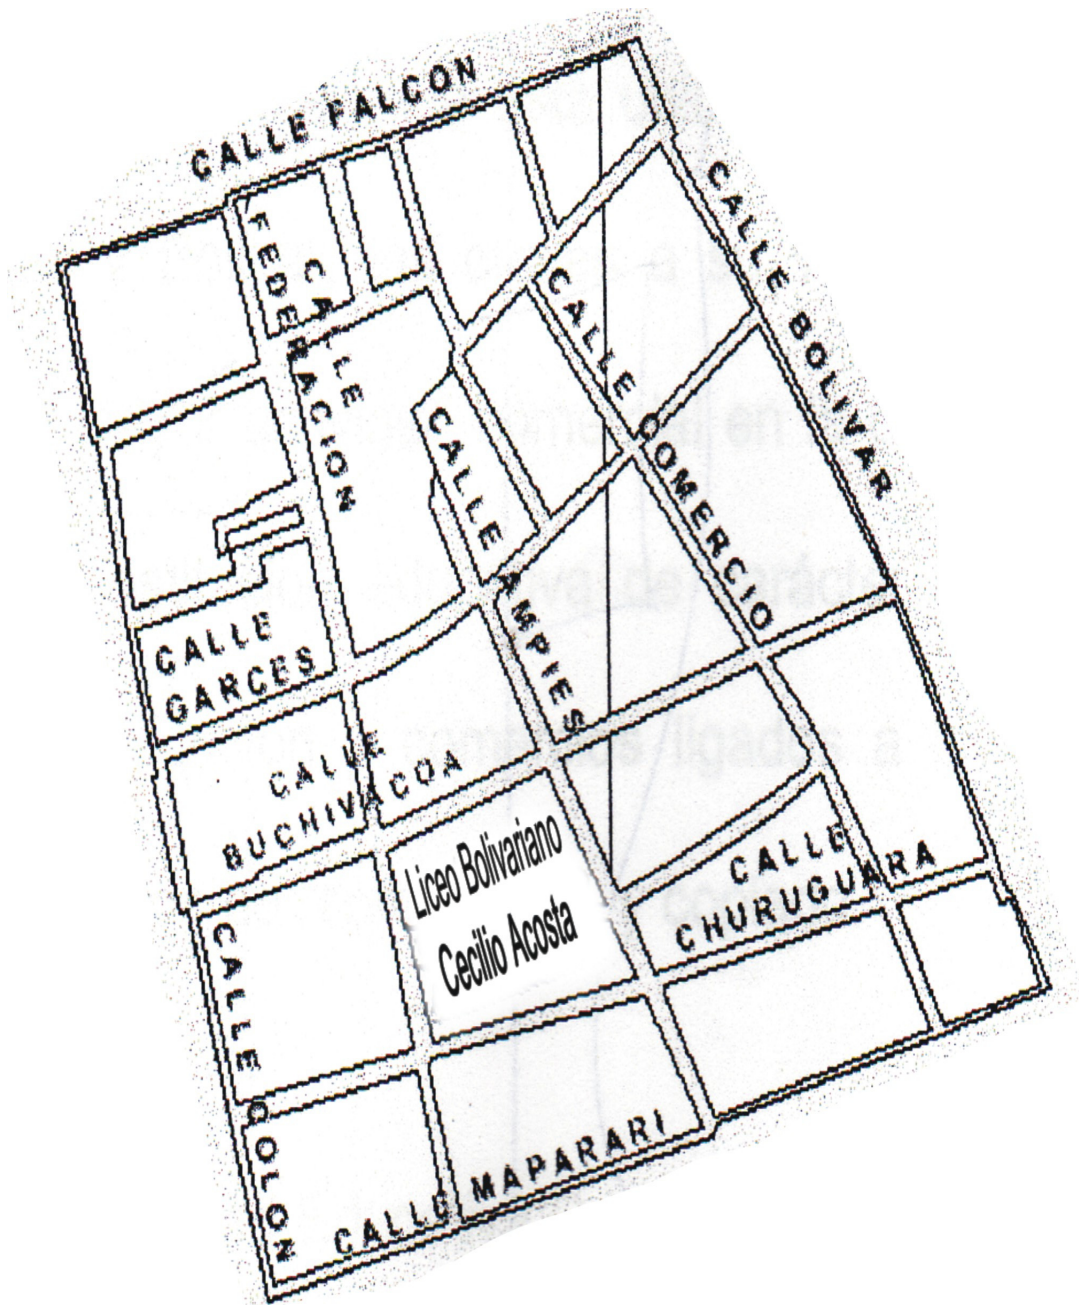 CALLE FALCON
CALLE BOLIVAR
CALLE
FEDERACION
CALLE COMERCIO
CALLE AMPIES
CALLE
GARCES
CALLE
BUCHIVACOA
Liceo Bolivariano
Cecilio Acosta
CALLE
CHURUGUARA
CALLE COLON
CALLE MAPARARI